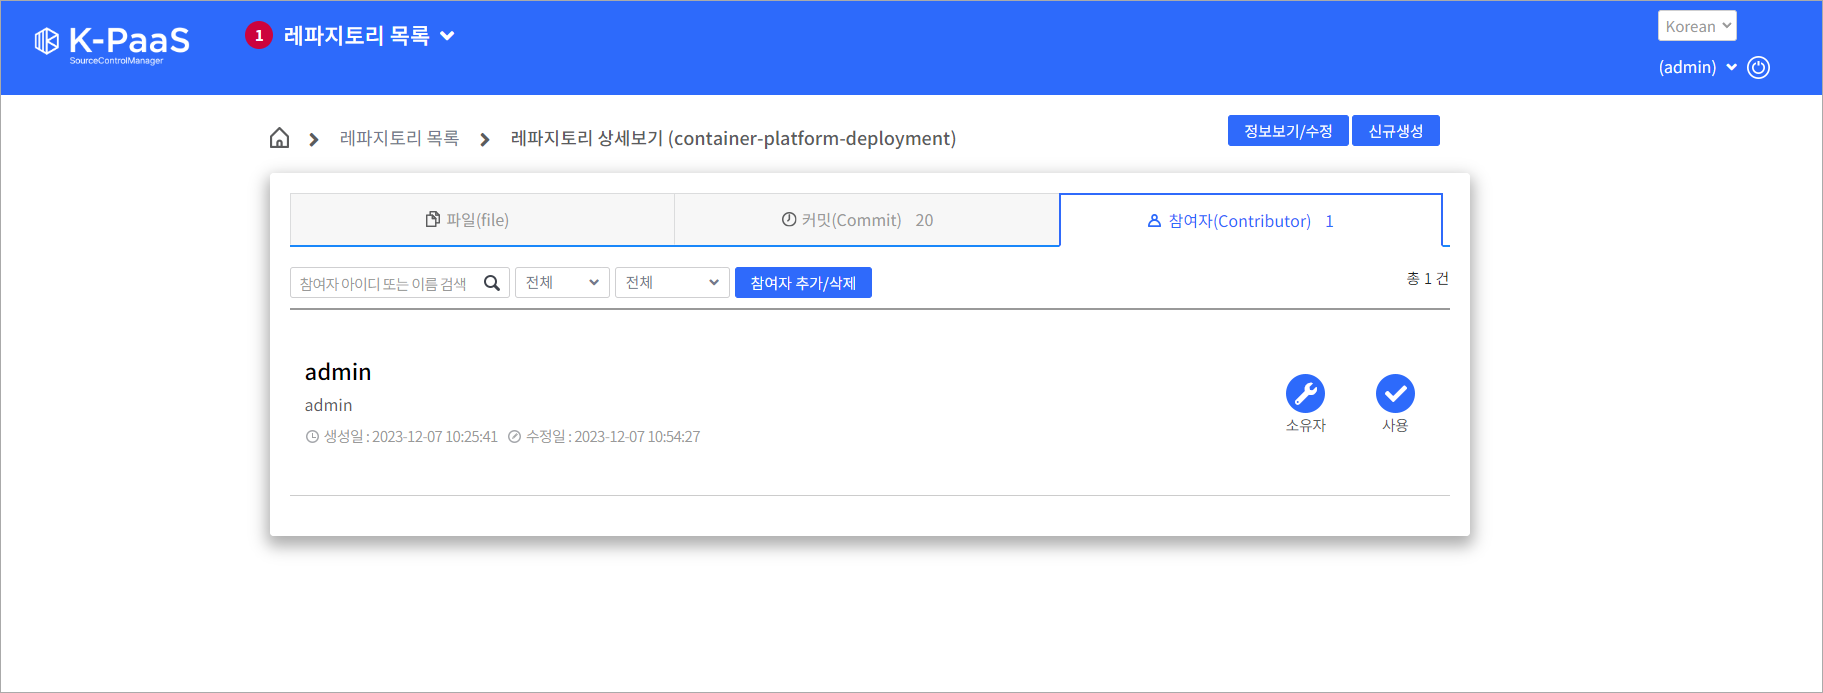 K-PaaS
SourceControlManager
1 레파지토리 목록
Korean
(admin)
레파지토리 목록 레파지토리 상세보기 (container-platform-deployment)
정보보기/수정 신규생성
파일(file) 커밋(Commit) 20 참여자(Contributor) 1
참여자 아이디 또는 이름 검색 전체 전체 참여자 추가/삭제 총 1 건
admin
admin
생성일 : 2023-12-07 10:25:41 수정일 : 2023-12-07 10:54:27
소유자 사용